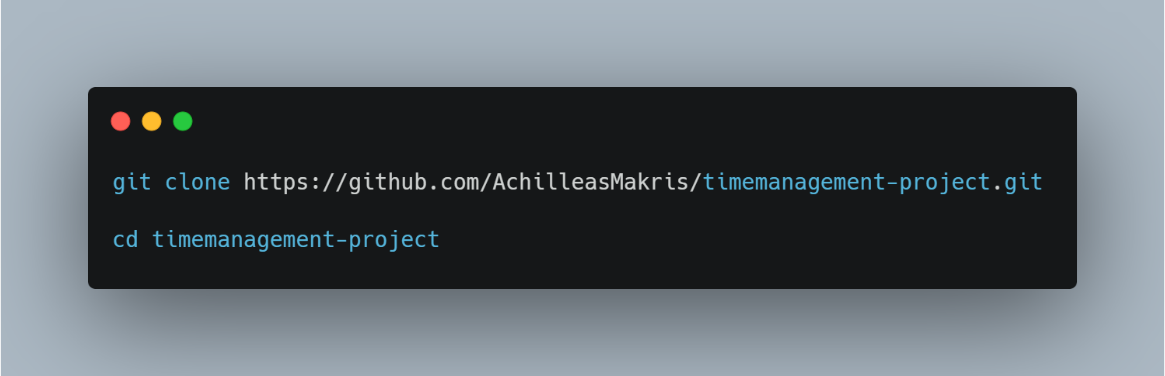 git clone https://github.com/AchilleasMakris/timemanagement-project.git
cd timemanagement-project